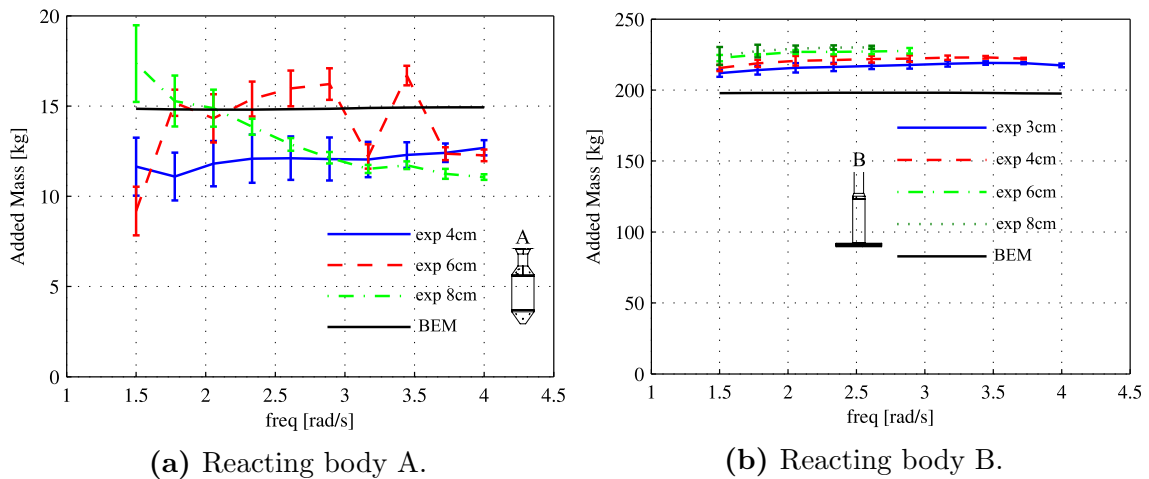 20
15
10
5
0
Added Mass [kg]
exp 4cm
exp 6cm
exp 8cm
BEM
A
1 1.5 2 2.5 3 3.5 4 4.5
freq [rad/s]
(a) Reacting body A.
250
200
150
100
50
0
Added Mass [kg]
exp 3cm
exp 4cm
exp 6cm
exp 8cm
BEM
B
1 1.5 2 2.5 3 3.5 4 4.5
freq [rad/s]
(b) Reacting body B.